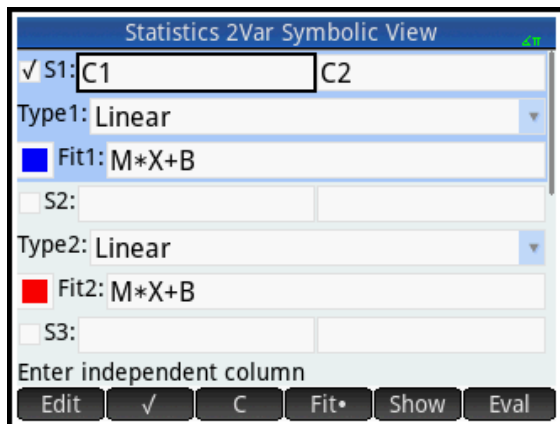 Statistics 2Var Symbolic View ∠π
√ S1: C1 C2
Type1: Linear
Fit1: M*X+B
S2:
Type2: Linear
Fit2: M*X+B
S3:
Enter independent column
Edit √ C Fit• Show Eval